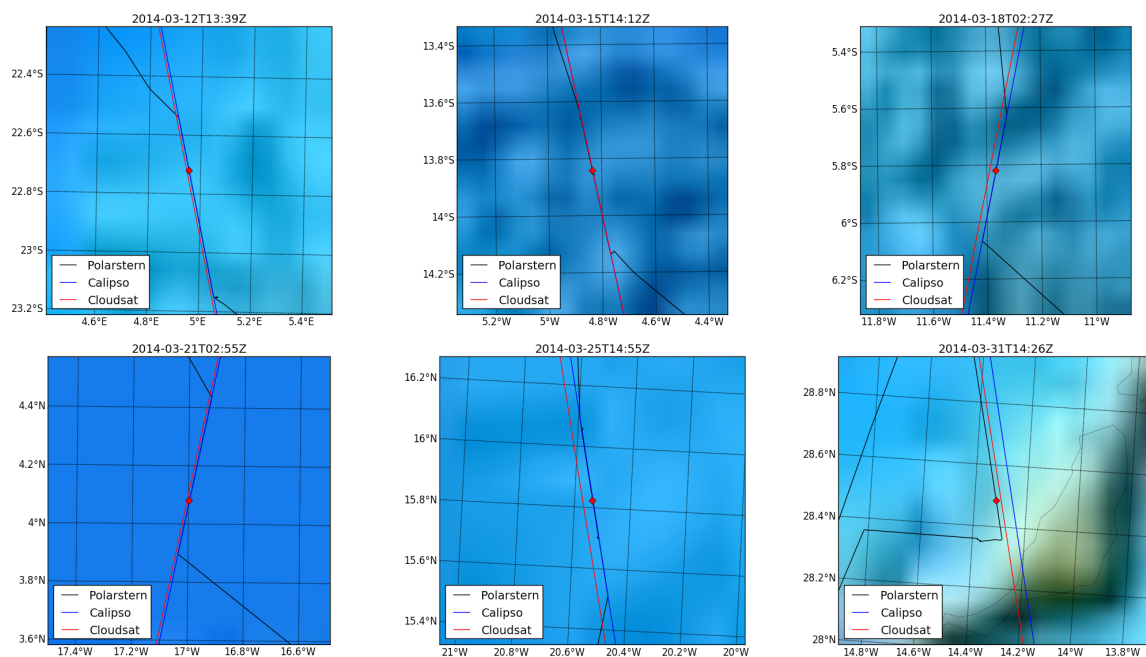 2014-03-12T13:39Z
22.4°S
22.6°S
22.8°S
23°S
23.2°S
4.6°E 4.8°E 5°E 5.2°E 5.4°E
Polarstern
Calipso
Cloudsat
2014-03-15T14:12Z
13.4°S
13.6°S
13.8°S
14°S
14.2°S
5.2°W 5°W 4.8°W 4.6°W 4.4°W
Polarstern
Calipso
Cloudsat
2014-03-18T02:27Z
5.4°S
5.6°S
5.8°S
6°S
6.2°S
11.8°W 11.6°W 11.4°W 11.2°W 11°W
Polarstern
Calipso
Cloudsat
2014-03-21T02:55Z
4.4°N
4.2°N
4°N
3.8°N
3.6°N
17.4°W 17.2°W 17°W 16.8°W 16.6°W
Polarstern
Calipso
Cloudsat
2014-03-25T14:55Z
16.2°N
16°N
15.8°N
15.6°N
15.4°N
21°W 20.8°W 20.6°W 20.4°W 20.2°W 20°W
Polarstern
Calipso
Cloudsat
2014-03-31T14:26Z
28.8°N
28.6°N
28.4°N
28.2°N
28°N
14.8°W 14.6°W 14.4°W 14.2°W 14°W 13.8°W
Polarstern
Calipso
Cloudsat